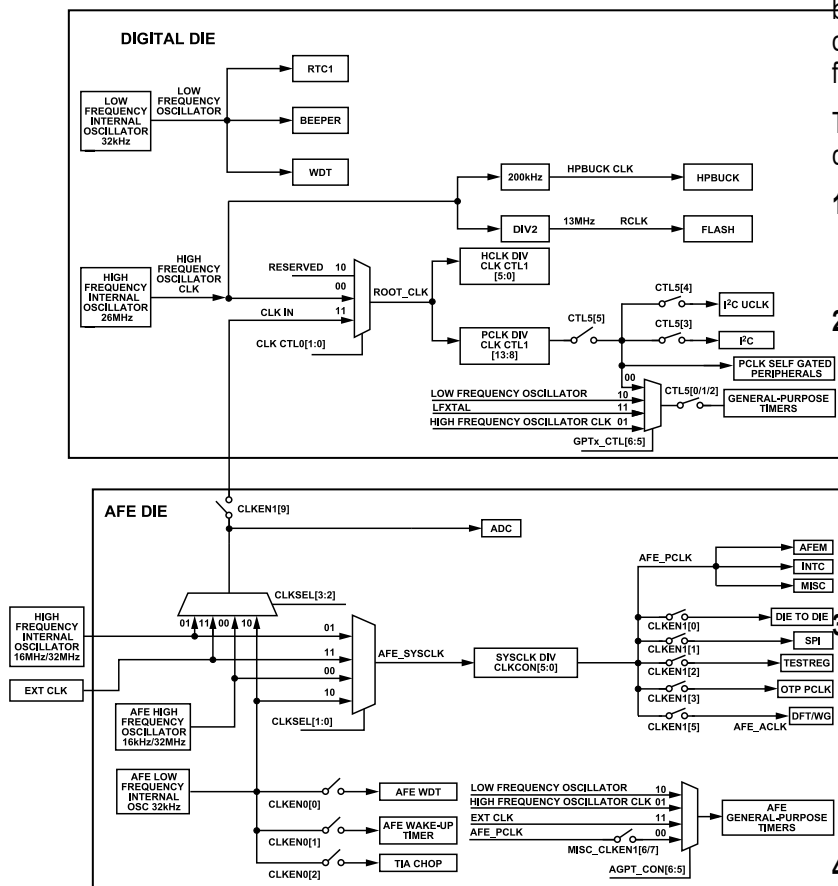 DIGITAL DIE
LOW
FREQUENCY
INTERNAL
OSCILLATOR
32kHz
LOW
FREQUENCY
OSCILLATOR
RTC1
BEEPER
WDT
200kHz
HPBUCK CLK
HPBUCK
DIV2
13MHz
RCLK
FLASH
HIGH
FREQUENCY
INTERNAL
OSCILLATOR
26MHz
HIGH
FREQUENCY
OSCILLATOR
CLK
RESERVED 10
00
CLK IN 11
CLK CTL0[1:0]
ROOT_CLK
HCLK DIV
CLK CTL1
[5:0]
PCLK DIV
CLK CTL1
[13:8]
CTL5[5]
CTL5[4]
I2C UCLK
CTL5[3]
I2C
PCLK SELF GATED
PERIPHERALS
00
LOW FREQUENCY OSCILLATOR 10
LFXTAL 11
HIGH FREQUENCY OSCILLATOR CLK 01
GPTx_CTL[6:5]
CTL5[0/1/2]
GENERAL-PURPOSE
TIMERS
AFE DIE
CLKEN1[9]
ADC
CLKSEL[3:2]
01 11 00 10
HIGH
FREQUENCY
INTERNAL
OSCILLATOR
16MHz/32MHz
EXT CLK
AFE HIGH
FREQUENCY
OSCILLATOR
16kHz/32MHz
01
11
00
10
CLKSEL[1:0]
AFE_SYSCLK
SYSCLK DIV
CLKCON[5:0]
AFE_PCLK
AFEM
INTC
MISC
CLKEN1[0]
DIE TO DIE
CLKEN1[1]
SPI
CLKEN1[2]
TESTREG
CLKEN1[3]
OTP PCLK
CLKEN1[5]
AFE_ACLK
DFT/WG
AFE LOW
FREQUENCY
INTERNAL
OSC 32kHz
CLKEN0[0]
AFE WDT
CLKEN0[1]
AFE WAKE-UP
TIMER
CLKEN0[2]
TIA CHOP
LOW FREQUENCY OSCILLATOR 10
HIGH FREQUENCY OSCILLATOR CLK 01
EXT CLK 11
AFE_PCLK 00
MISC_CLKEN1[6/7]
AGPT_CON[6:5]
AFE
GENERAL-PURPOSE
TIMERS